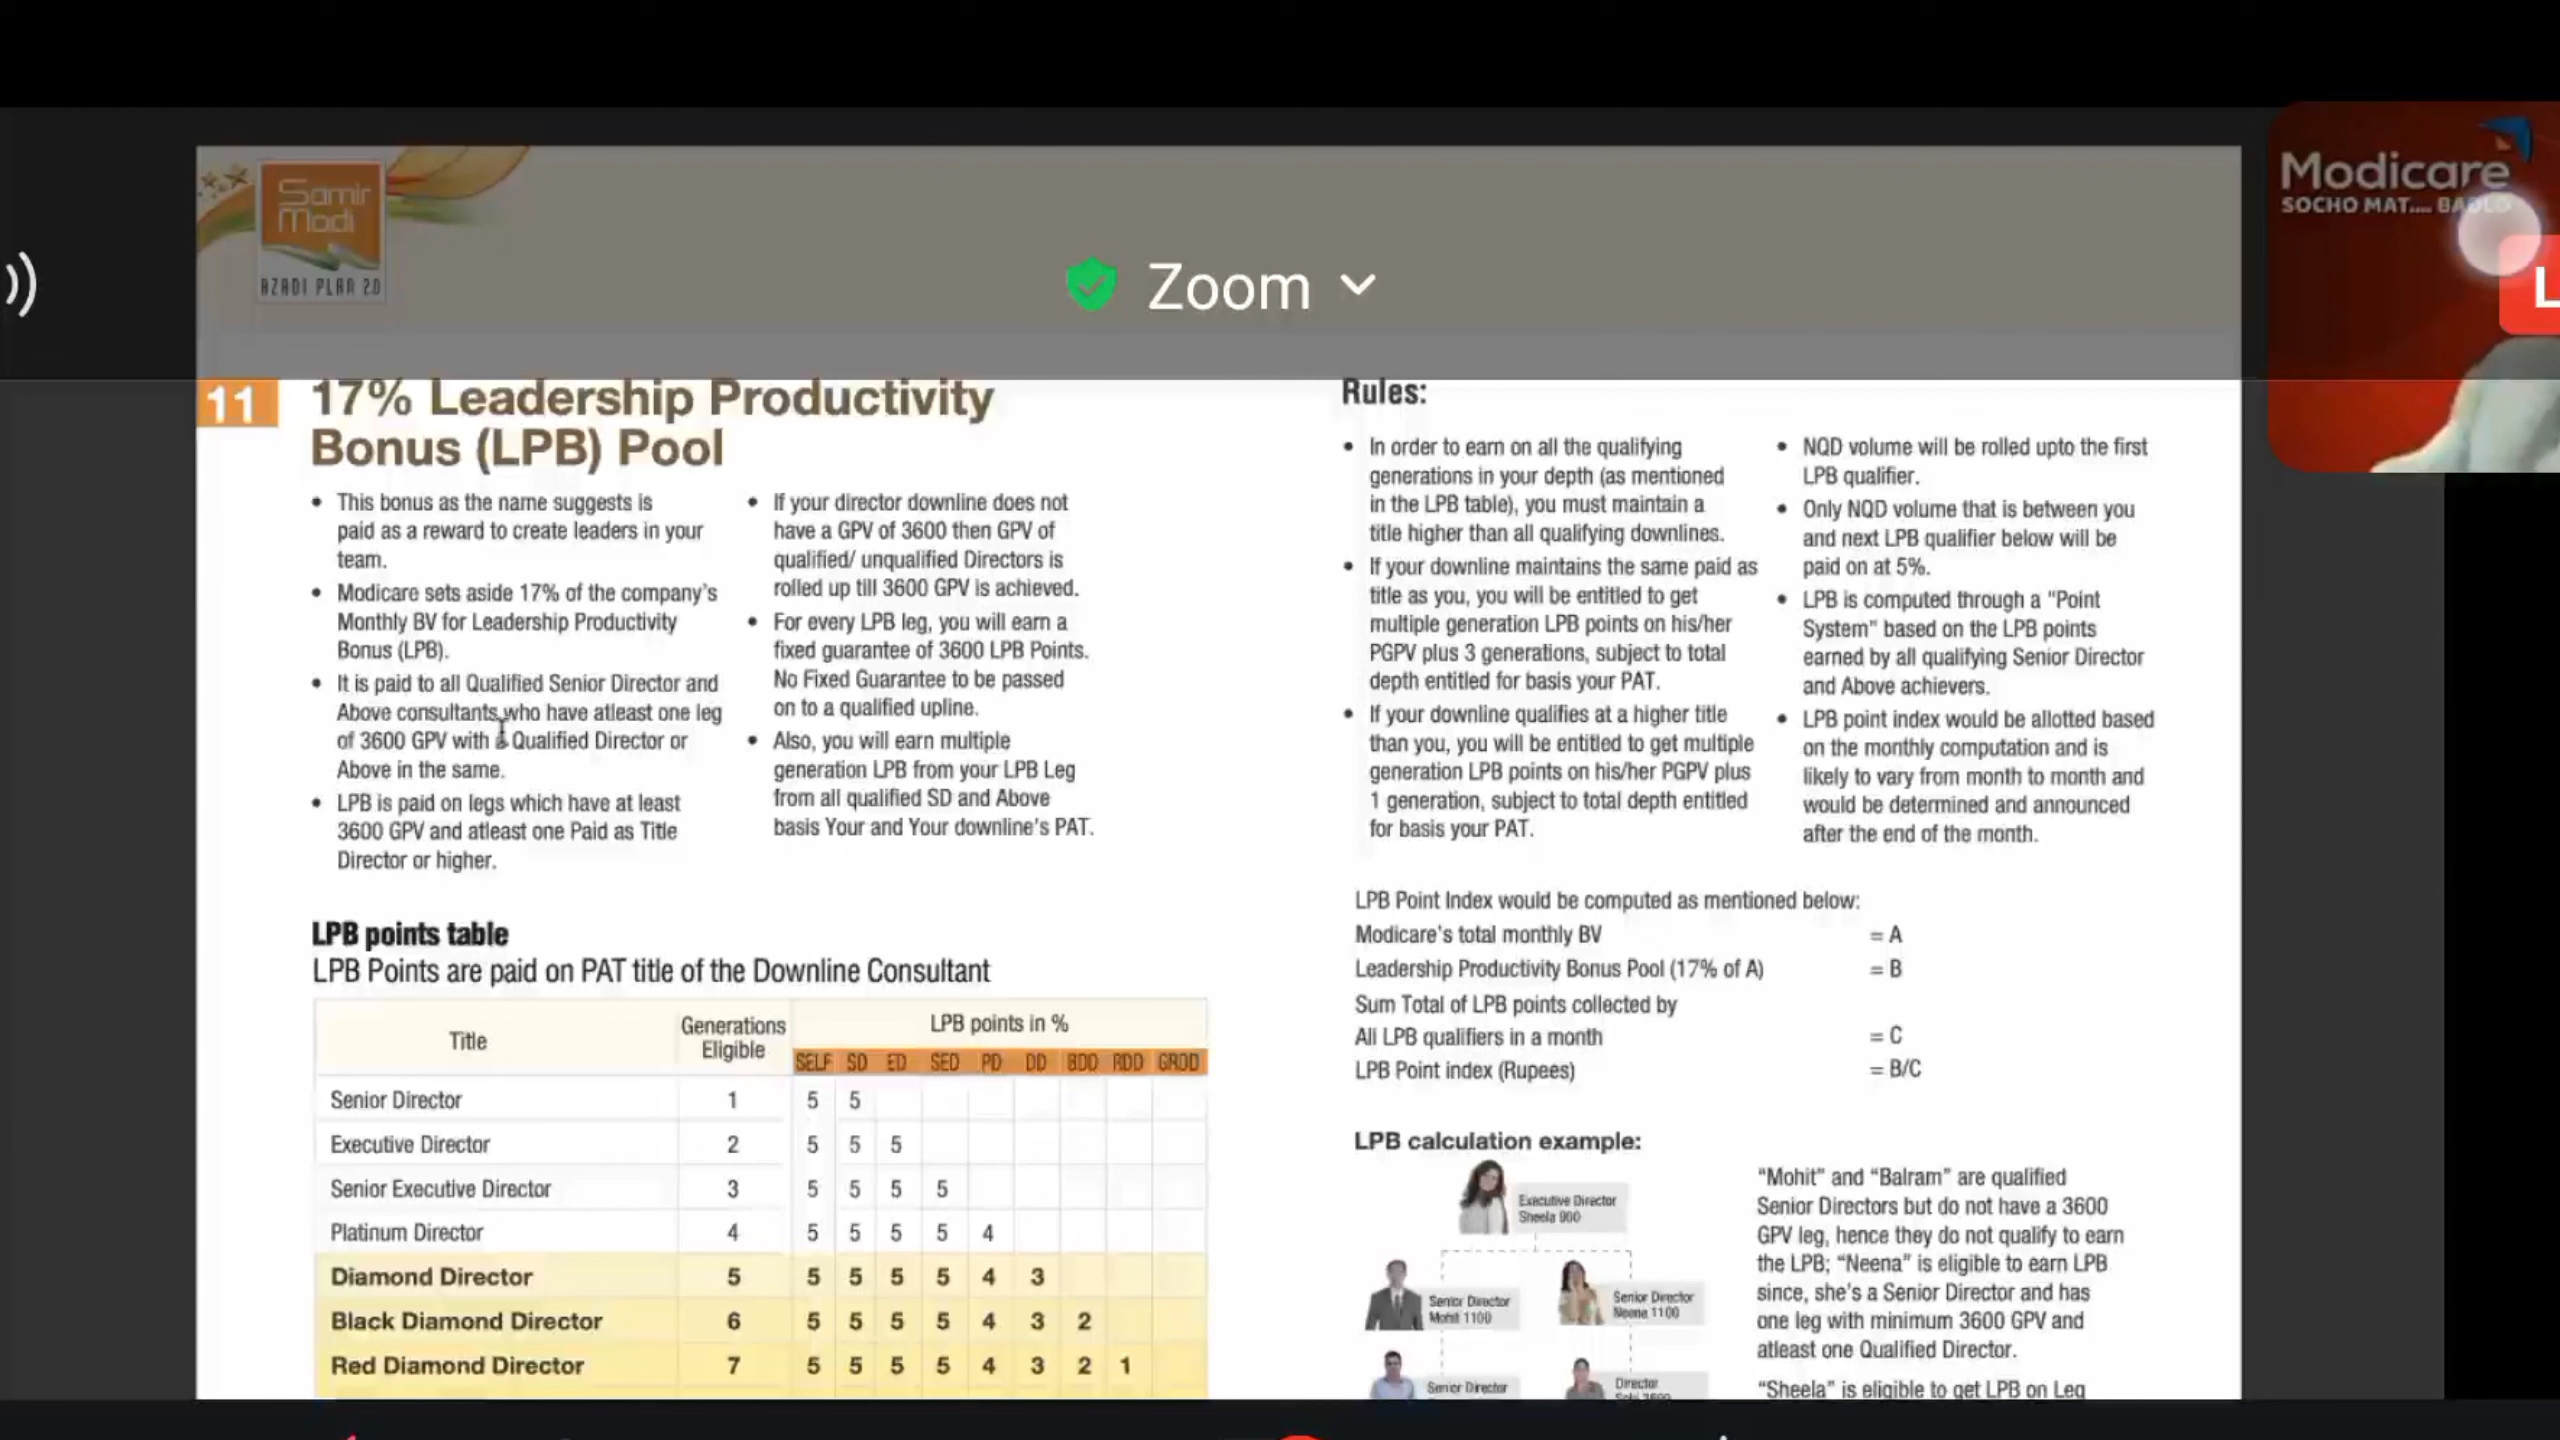 Samir
Modi
AZADI PLAN 2.0
Zoom
Modicare
SOCHO MAT.... BADLO
L
11
17% Leadership Productivity
Bonus (LPB) Pool
• This bonus as the name suggests is
paid as a reward to create leaders in your
team.
• Modicare sets aside 17% of the company's
Monthly BV for Leadership Productivity
Bonus (LPB).
• It is paid to all Qualified Senior Director and
Above consultants who have atleast one leg
of 3600 GPV with a Qualified Director or
Above in the same.
• LPB is paid on legs which have at least
3600 GPV and atleast one Paid as Title
Director or higher.
• If your director downline does not
have a GPV of 3600 then GPV of
qualified/ unqualified Directors is
rolled up till 3600 GPV is achieved.
• For every LPB leg, you will earn a
fixed guarantee of 3600 LPB Points.
No Fixed Guarantee to be passed
on to a qualified upline.
• Also, you will earn multiple
generation LPB from your LPB Leg
from all qualified SD and Above
basis Your and Your downline's PAT.
LPB points table
LPB Points are paid on PAT title of the Downline Consultant
Title Generations Eligible LPB points in %
SELF SD ED SED PD DD BDD RDD GRDD
Senior Director 1 5 5
Executive Director 2 5 5 5
Senior Executive Director 3 5 5 5 5
Platinum Director 4 5 5 5 5 4
Diamond Director 5 5 5 5 5 4 3
Black Diamond Director 6 5 5 5 5 4 3 2
Red Diamond Director 7 5 5 5 5 4 3 2 1
Rules:
• In order to earn on all the qualifying
generations in your depth (as mentioned
in the LPB table), you must maintain a
title higher than all qualifying downlines.
• If your downline maintains the same paid as
title as you, you will be entitled to get
multiple generation LPB points on his/her
PGPV plus 3 generations, subject to total
depth entitled for basis your PAT.
• If your downline qualifies at a higher title
than you, you will be entitled to get multiple
generation LPB points on his/her PGPV plus
1 generation, subject to total depth entitled
for basis your PAT.
• NQD volume will be rolled upto the first
LPB qualifier.
• Only NQD volume that is between you
and next LPB qualifier below will be
paid on at 5%.
• LPB is computed through a "Point
System" based on the LPB points
earned by all qualifying Senior Director
and Above achievers.
• LPB point index would be allotted based
on the monthly computation and is
likely to vary from month to month and
would be determined and announced
after the end of the month.
LPB Point Index would be computed as mentioned below:
Modicare's total monthly BV = A
Leadership Productivity Bonus Pool (17% of A) = B
Sum Total of LPB points collected by
All LPB qualifiers in a month = C
LPB Point index (Rupees) = B/C
LPB calculation example:
Executive Director
Sheela 900
Senior Director
Mohit 1100
Senior Director
Neena 1100
Senior Director
Director
"Mohit" and "Balram" are qualified
Senior Directors but do not have a 3600
GPV leg, hence they do not qualify to earn
the LPB; "Neena" is eligible to earn LPB
since, she's a Senior Director and has
one leg with minimum 3600 GPV and
atleast one Qualified Director.
"Sheela" is eligible to get LPB on Leg